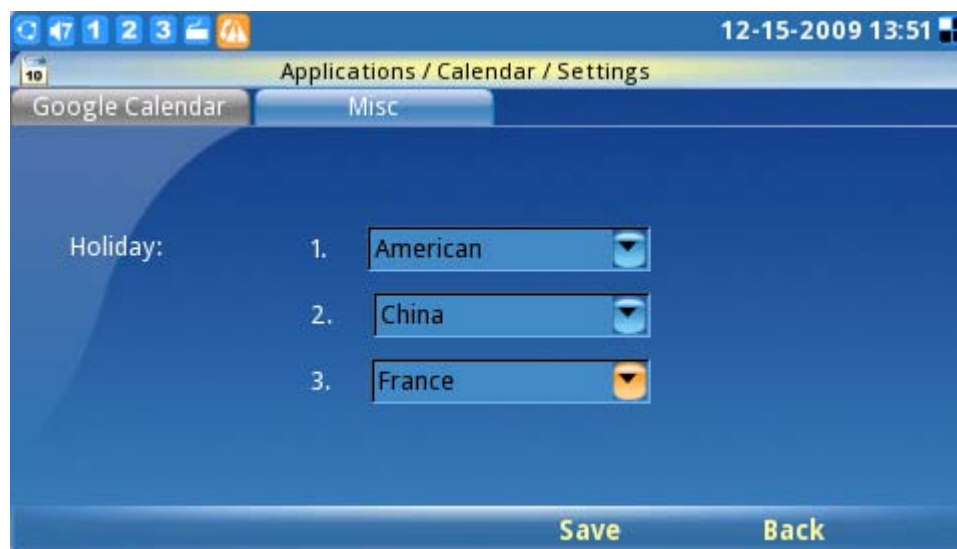 7 1 2 3 12-15-2009 13:51
10 Applications / Calendar / Settings
Google Calendar Misc
Holiday: 1. American
2. China
3. France
Save Back